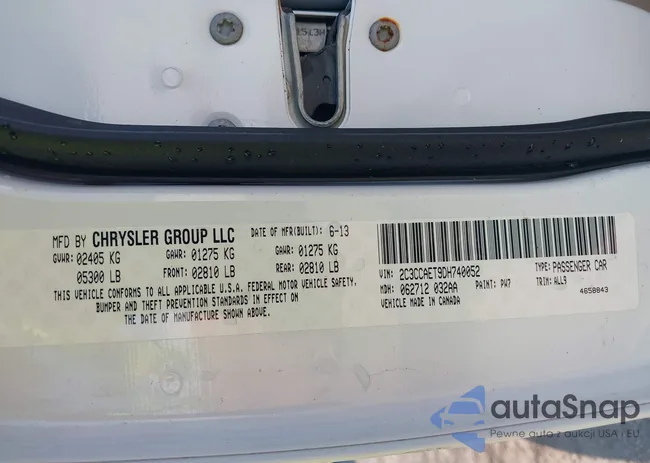 MFD BY CHRYSLER GROUP LLC DATE OF MFR(BUILT): 6-13
GVWR: 02405 KG GAWR: 01275 KG GAWR: 01275 KG
05300 LB FRONT: 02810 LB REAR: 02810 LB
THIS VEHICLE CONFORMS TO ALL APPLICABLE U.S.A. FEDERAL MOTOR VEHICLE SAFETY,
BUMPER AND THEFT PREVENTION STANDARDS IN EFFECT ON
THE DATE OF MANUFACTURE SHOWN ABOVE.
VIN: 2C3CCAET9DH740052 TYPE: PASSENGER CAR
MDH: 062712 032AA PAINT: PW7 TRIM: ALL9
VEHICLE MADE IN CANADA 4658843
autaSnap
Pewne auta z aukcji USA i EU